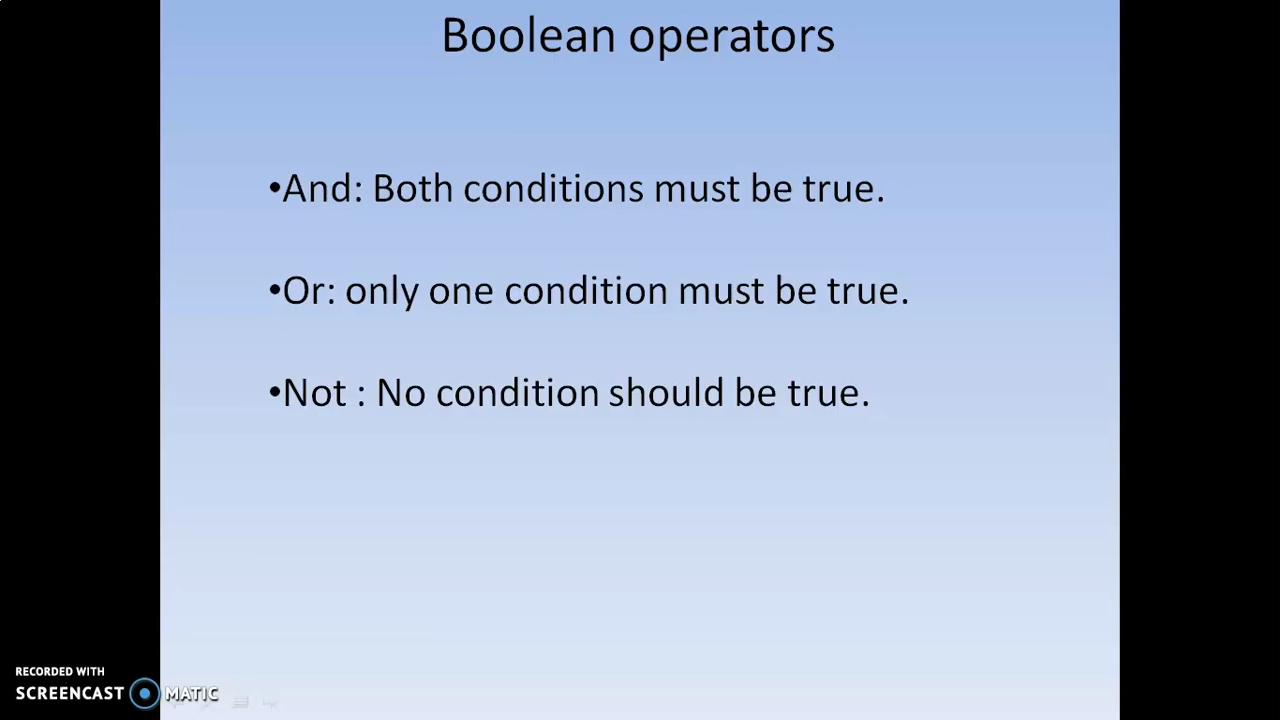 Boolean operators
•And: Both conditions must be true.
•Or: only one condition must be true.
•Not : No condition should be true.
RECORDED WITH
SCREENCAST MATIC